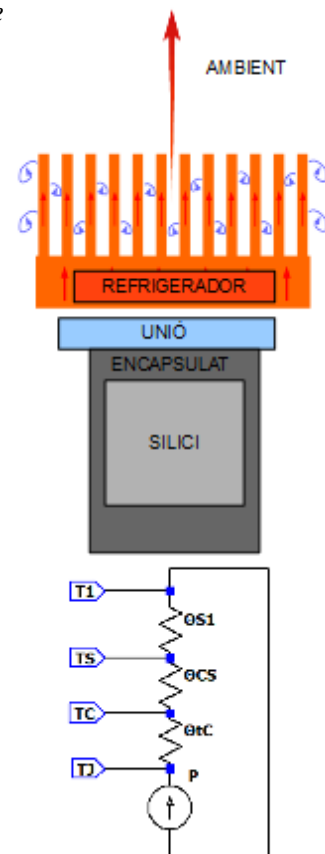 e
AMBIENT
REFRIGERADOR
UNIÓ
ENCAPSULAT
SILICI
T1
ΘS1
TS
ΘCS
TC
ΘtC
TJ
P